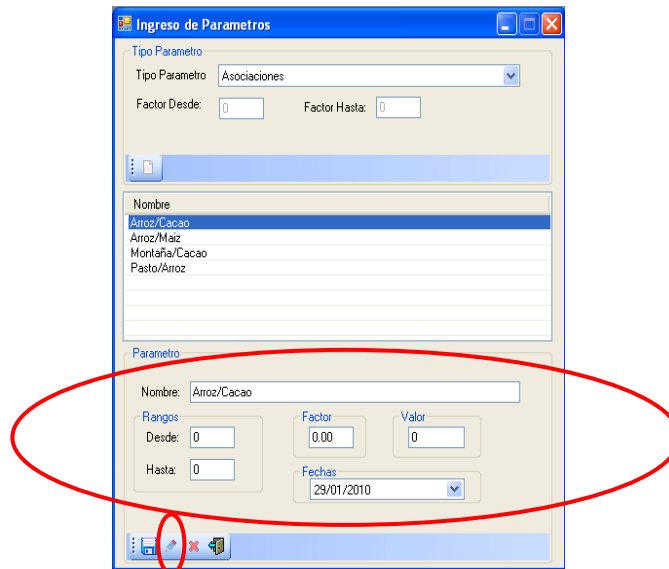 Ingreso de Parametros
Tipo Parametro
Tipo Parametro Asociaciones
Factor Desde: 0 Factor Hasta: 0
Nombre
Arroz/Cacao
Arroz/Maiz
Montaña/Cacao
Pasto/Arroz
Parametro
Nombre: Arroz/Cacao
Rangos Factor Valor
Desde: 0 0.00 0
Hasta: 0
Fechas
29/01/2010